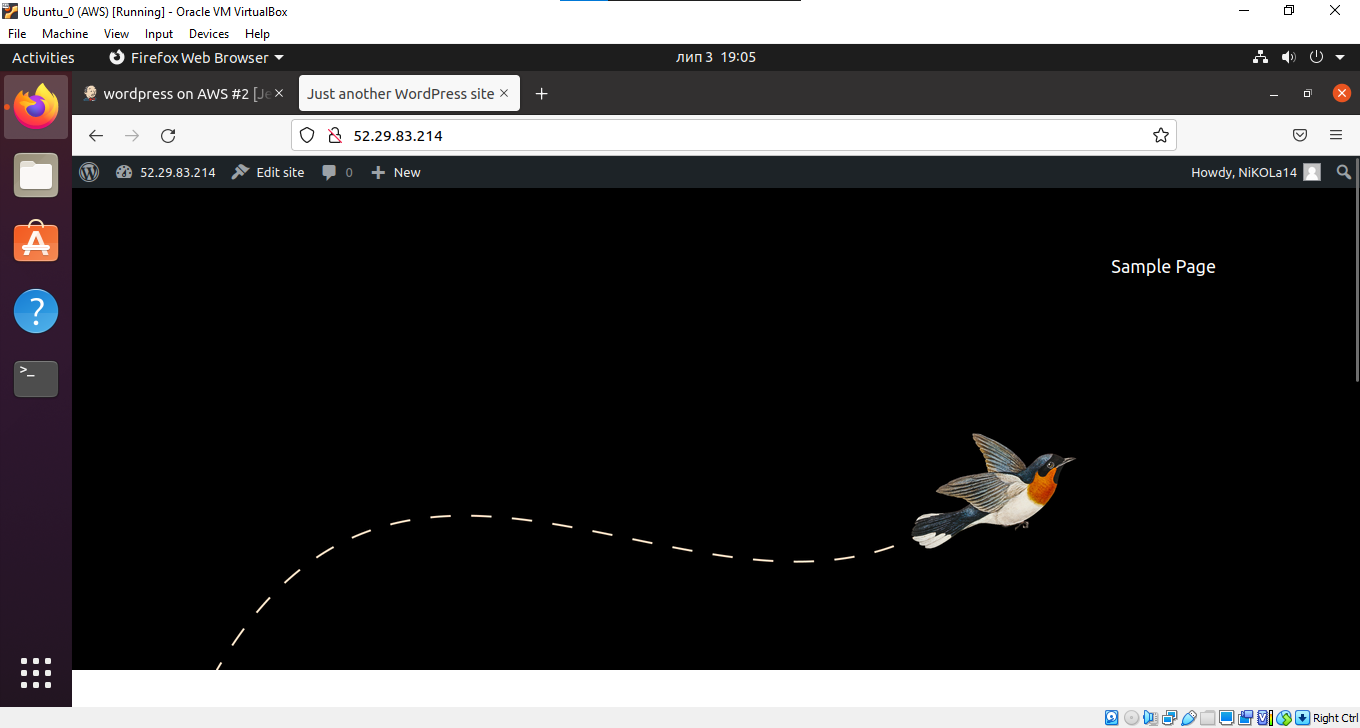 Ubuntu_0 (AWS) [Running] - Oracle VM VirtualBox
File Machine View Input Devices Help
Activities Firefox Web Browser лип 3 19:05
wordpress on AWS #2 [Je Just another WordPress site
52.29.83.214
52.29.83.214 Edit site 0 New Howdy, NiKOLa14
Sample Page
Right Ctrl